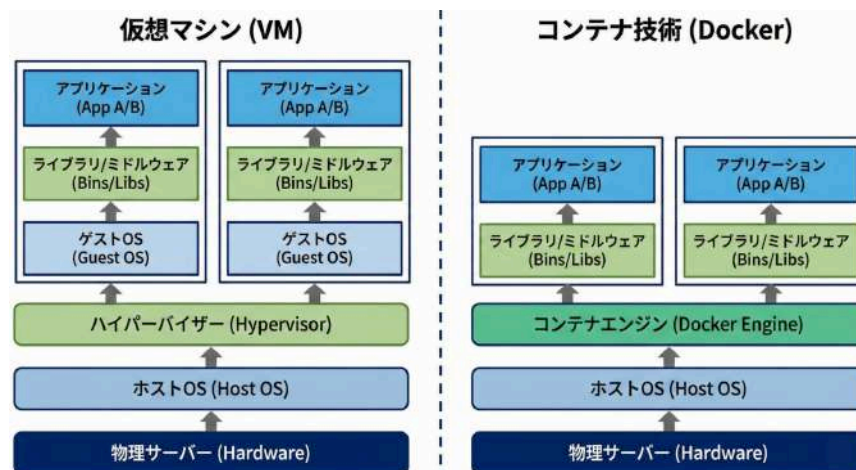 仮想マシン (VM)
アプリケーション
(App A/B)
ライブラリ/ミドルウェア
(Bins/Libs)
ゲストOS
(Guest OS)
アプリケーション
(App A/B)
ライブラリ/ミドルウェア
(Bins/Libs)
ゲストOS
(Guest OS)
ハイパーバイザー (Hypervisor)
ホストOS (Host OS)
物理サーバー (Hardware)
コンテナ技術 (Docker)
アプリケーション
(App A/B)
ライブラリ/ミドルウェア
(Bins/Libs)
アプリケーション
(App A/B)
ライブラリ/ミドルウェア
(Bins/Libs)
コンテナエンジン (Docker Engine)
ホストOS (Host OS)
物理サーバー (Hardware)